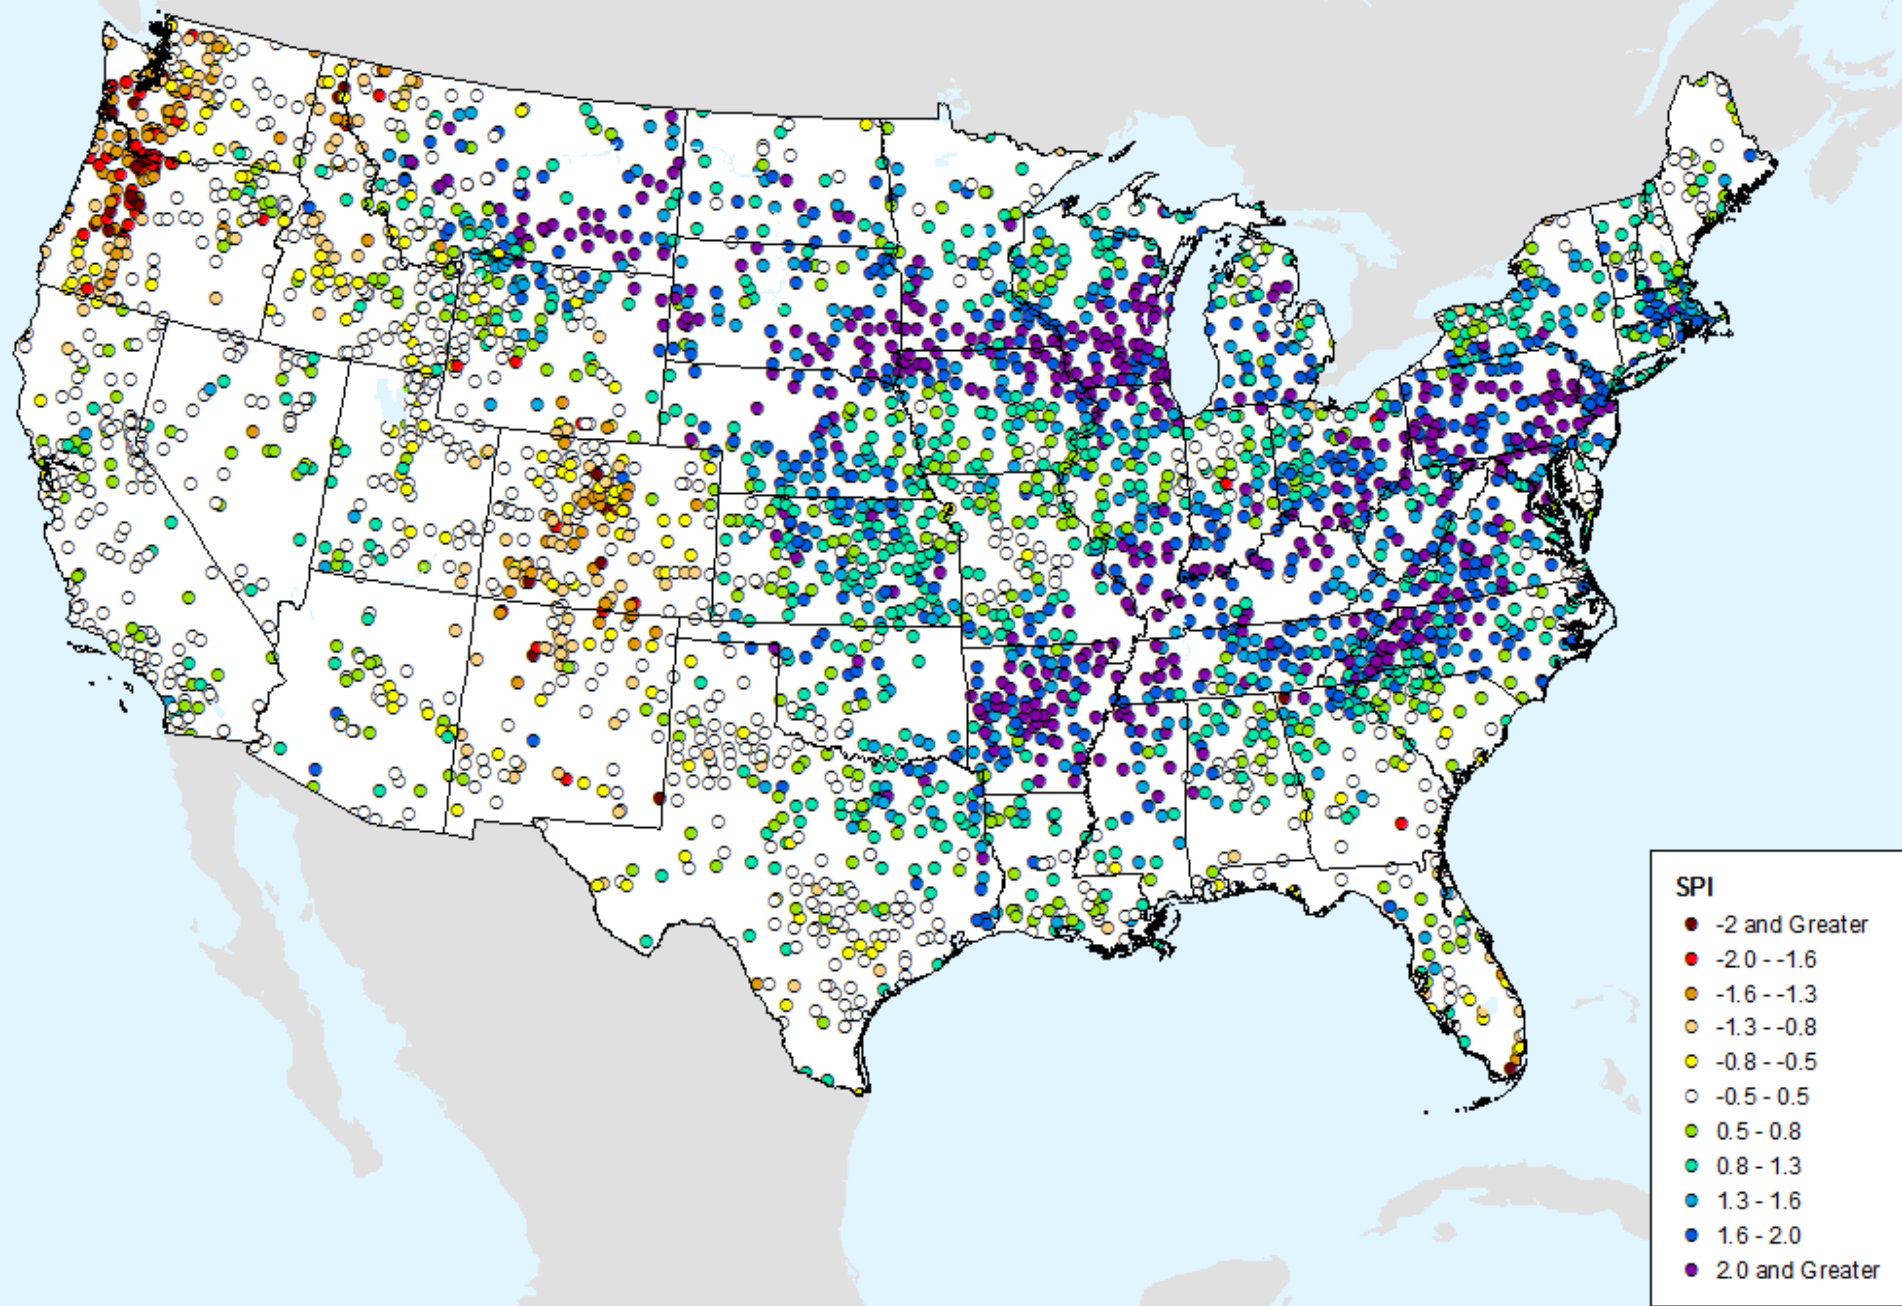 SPI
-2 and Greater
-2.0 - -1.6
-1.6 - -1.3
-1.3 - -0.8
-0.8 - -0.5
-0.5 - 0.5
0.5 - 0.8
0.8 - 1.3
1.3 - 1.6
1.6 - 2.0
2.0 and Greater